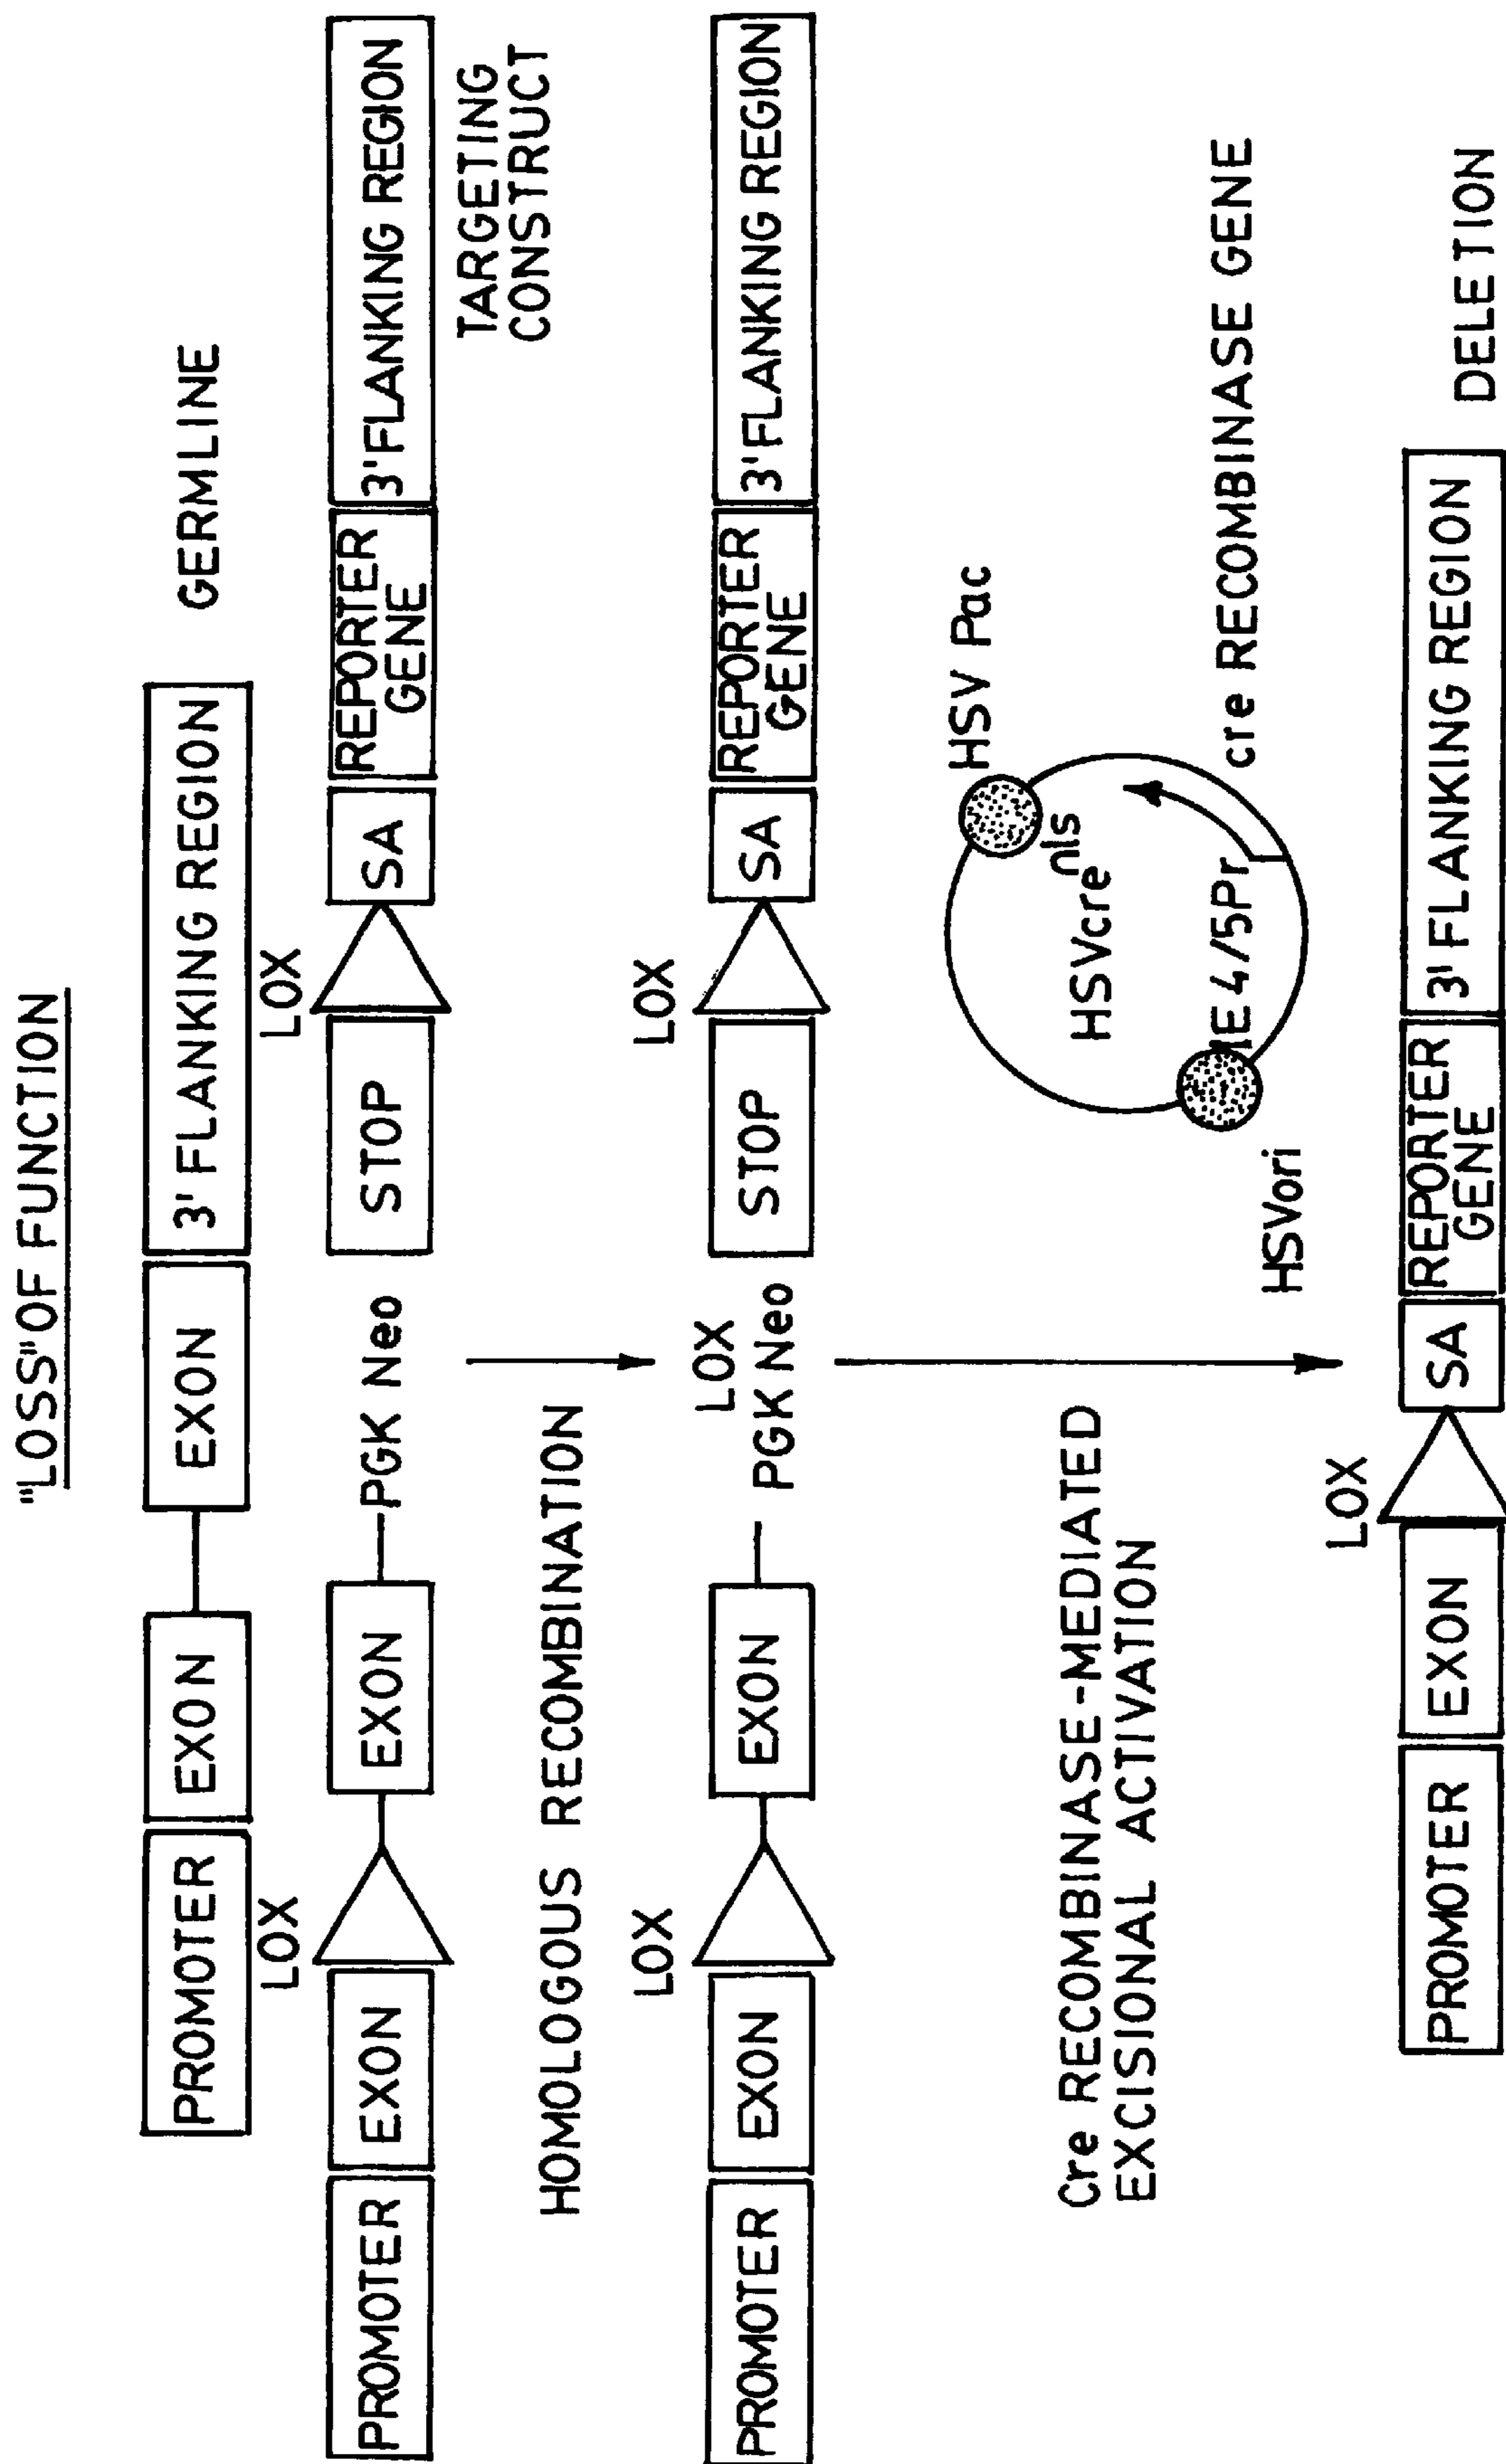 "LOSS"OF FUNCTION
PROMOTER EXON EXON 3' FLANKING REGION GERMLINE
LOX LOX
PROMOTER EXON EXON PGK Neo STOP SA REPORTER GENE 3' FLANKING REGION
TARGETING
CONSTRUCT
HOMOLOGOUS RECOMBINATION
LOX LOX LOX
PROMOTER EXON EXON PGK Neo STOP SA REPORTER GENE 3' FLANKING REGION
Cre RECOMBINASE-MEDIATED
EXCISIONAL ACTIVATION
HSV Pac
nls
HSVcre
IE 4/5Pr
cre RECOMBINASE GENE
HSVori
LOX
PROMOTER EXON SA REPORTER GENE 3' FLANKING REGION DELETION